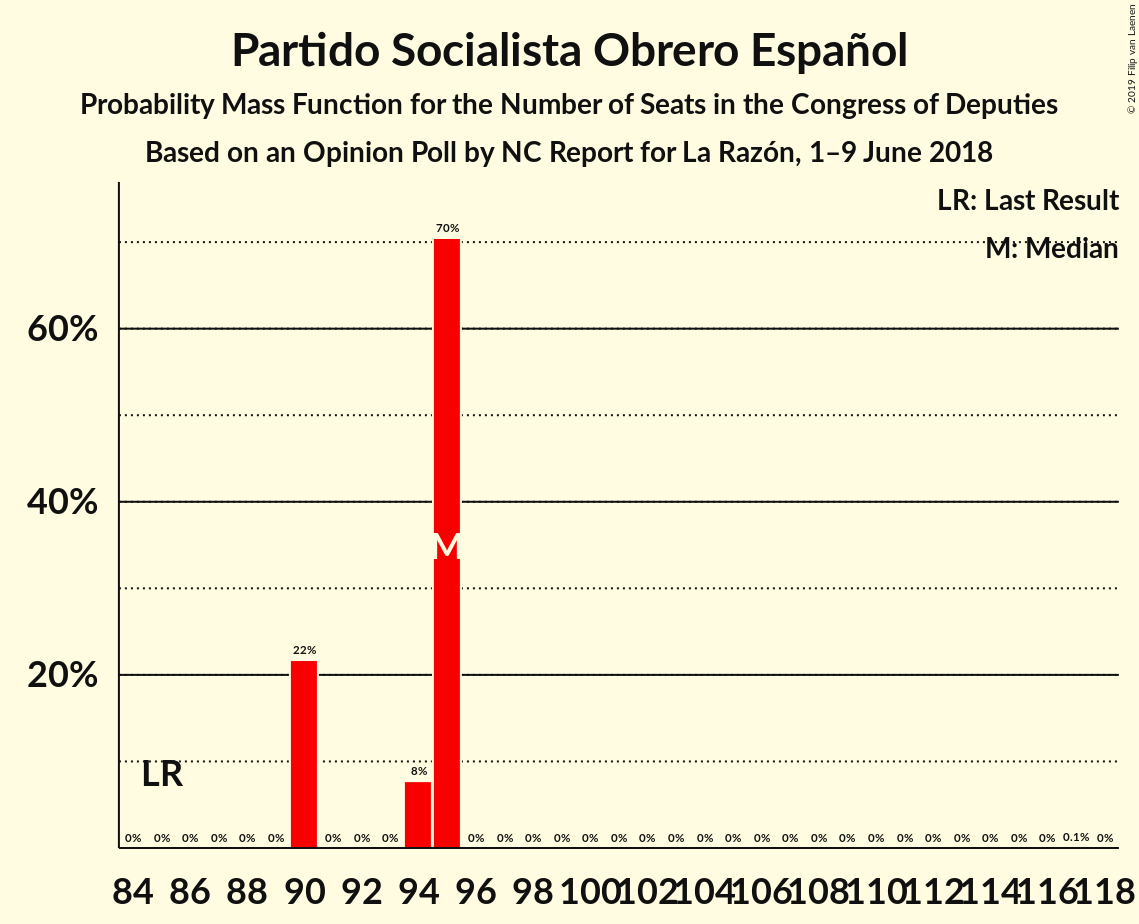 Partido Socialista Obrero Español
Probability Mass Function for the Number of Seats in the Congress of Deputies
Based on an Opinion Poll by NC Report for La Razón, 1–9 June 2018
© 2019 Filip van Laenen
LR: Last Result
M: Median
70%
60%
40%
M
22%
20%
LR
8%
0% 0% 0% 0% 0% 0% 0% 0% 0% 0% 0% 0% 0% 0% 0% 0% 0% 0% 0% 0% 0% 0% 0% 0% 0% 0% 0% 0% 0% 0% 0.1% 0%
84 86 88 90 92 94 96 98 100 102 104 106 108 110 112 114 116 118